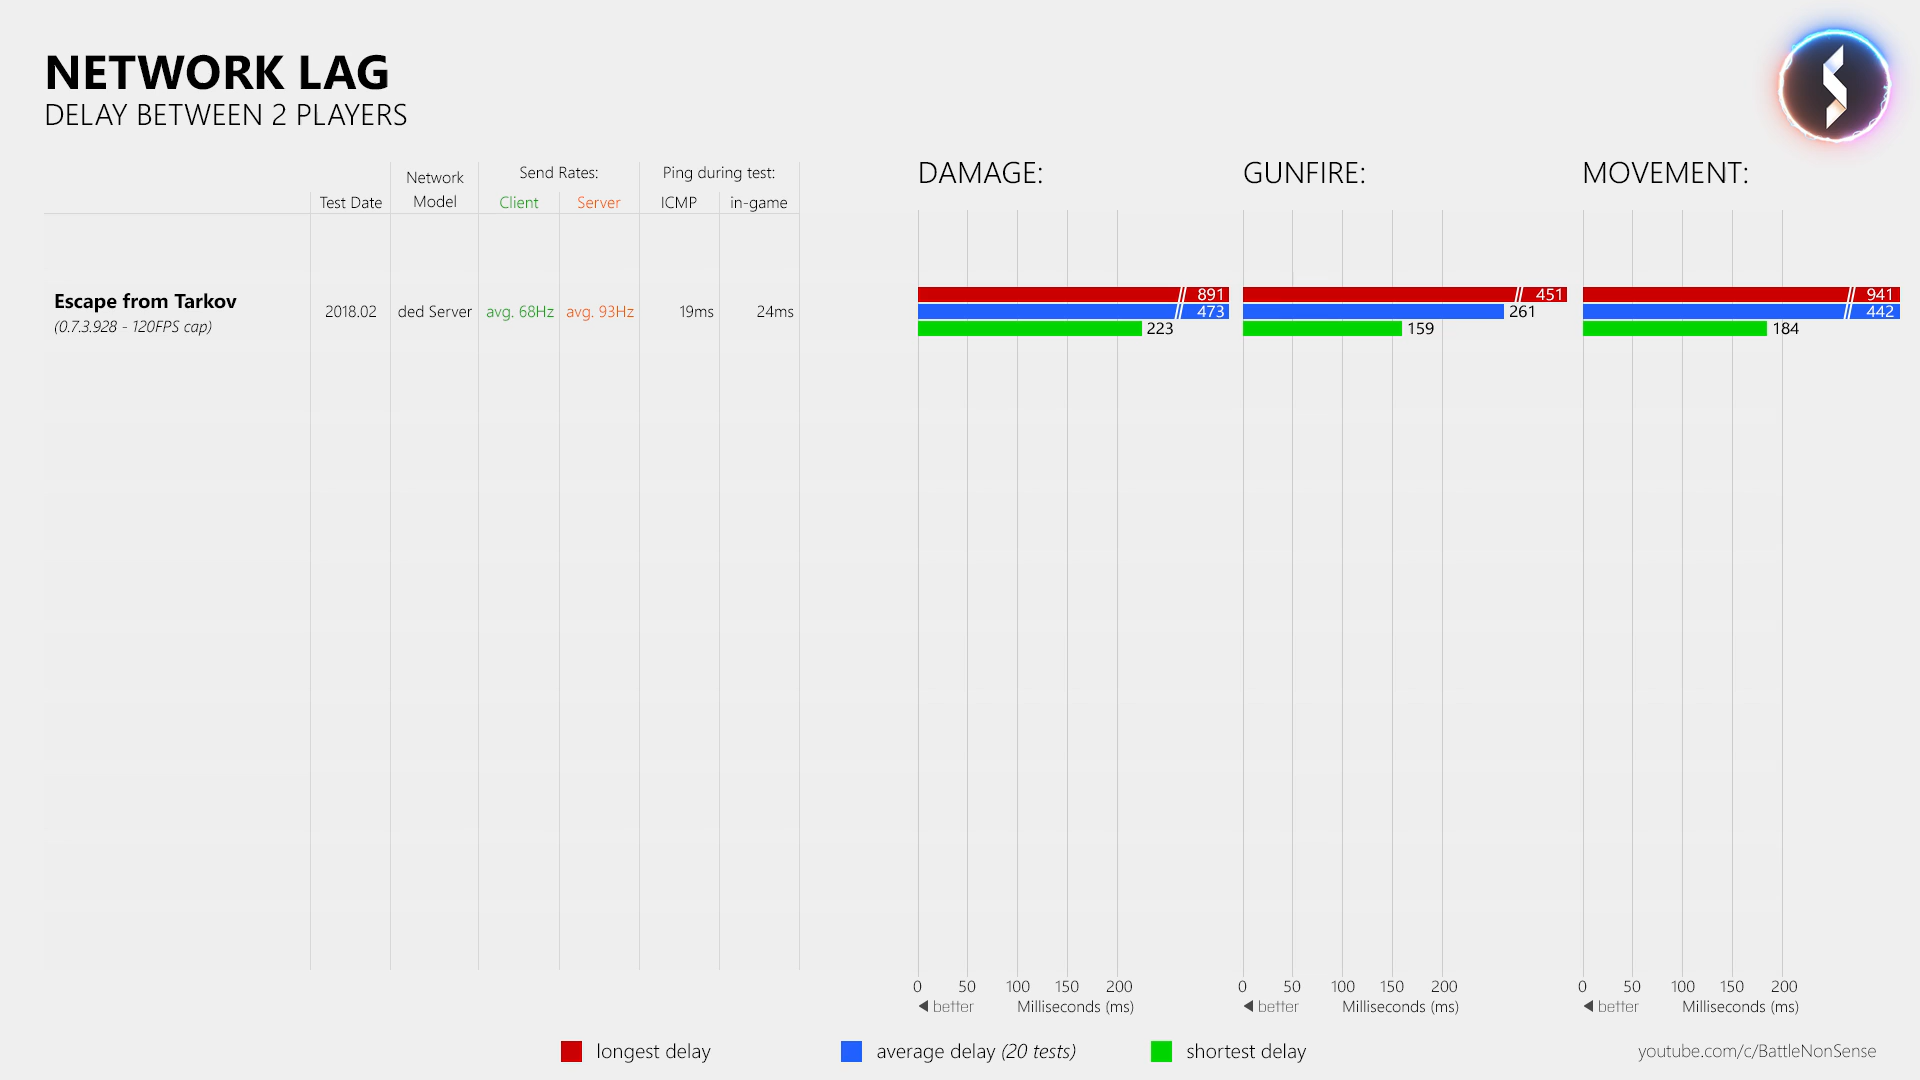 NETWORK LAG
DELAY BETWEEN 2 PLAYERS
Test Date
Network
Model
Send Rates:
Client
Server
Ping during test:
ICMP
in-game
DAMAGE:
GUNFIRE:
MOVEMENT:
Escape from Tarkov
(0.7.3.928 - 120FPS cap)
2018.02
ded Server
avg. 68Hz
avg. 93Hz
19ms
24ms
891
473
223
451
261
159
941
442
184
0 50 100 150 200
better Milliseconds (ms)
0 50 100 150 200
better Milliseconds (ms)
0 50 100 150 200
better Milliseconds (ms)
longest delay
average delay (20 tests)
shortest delay
youtube.com/c/BattleNonSense